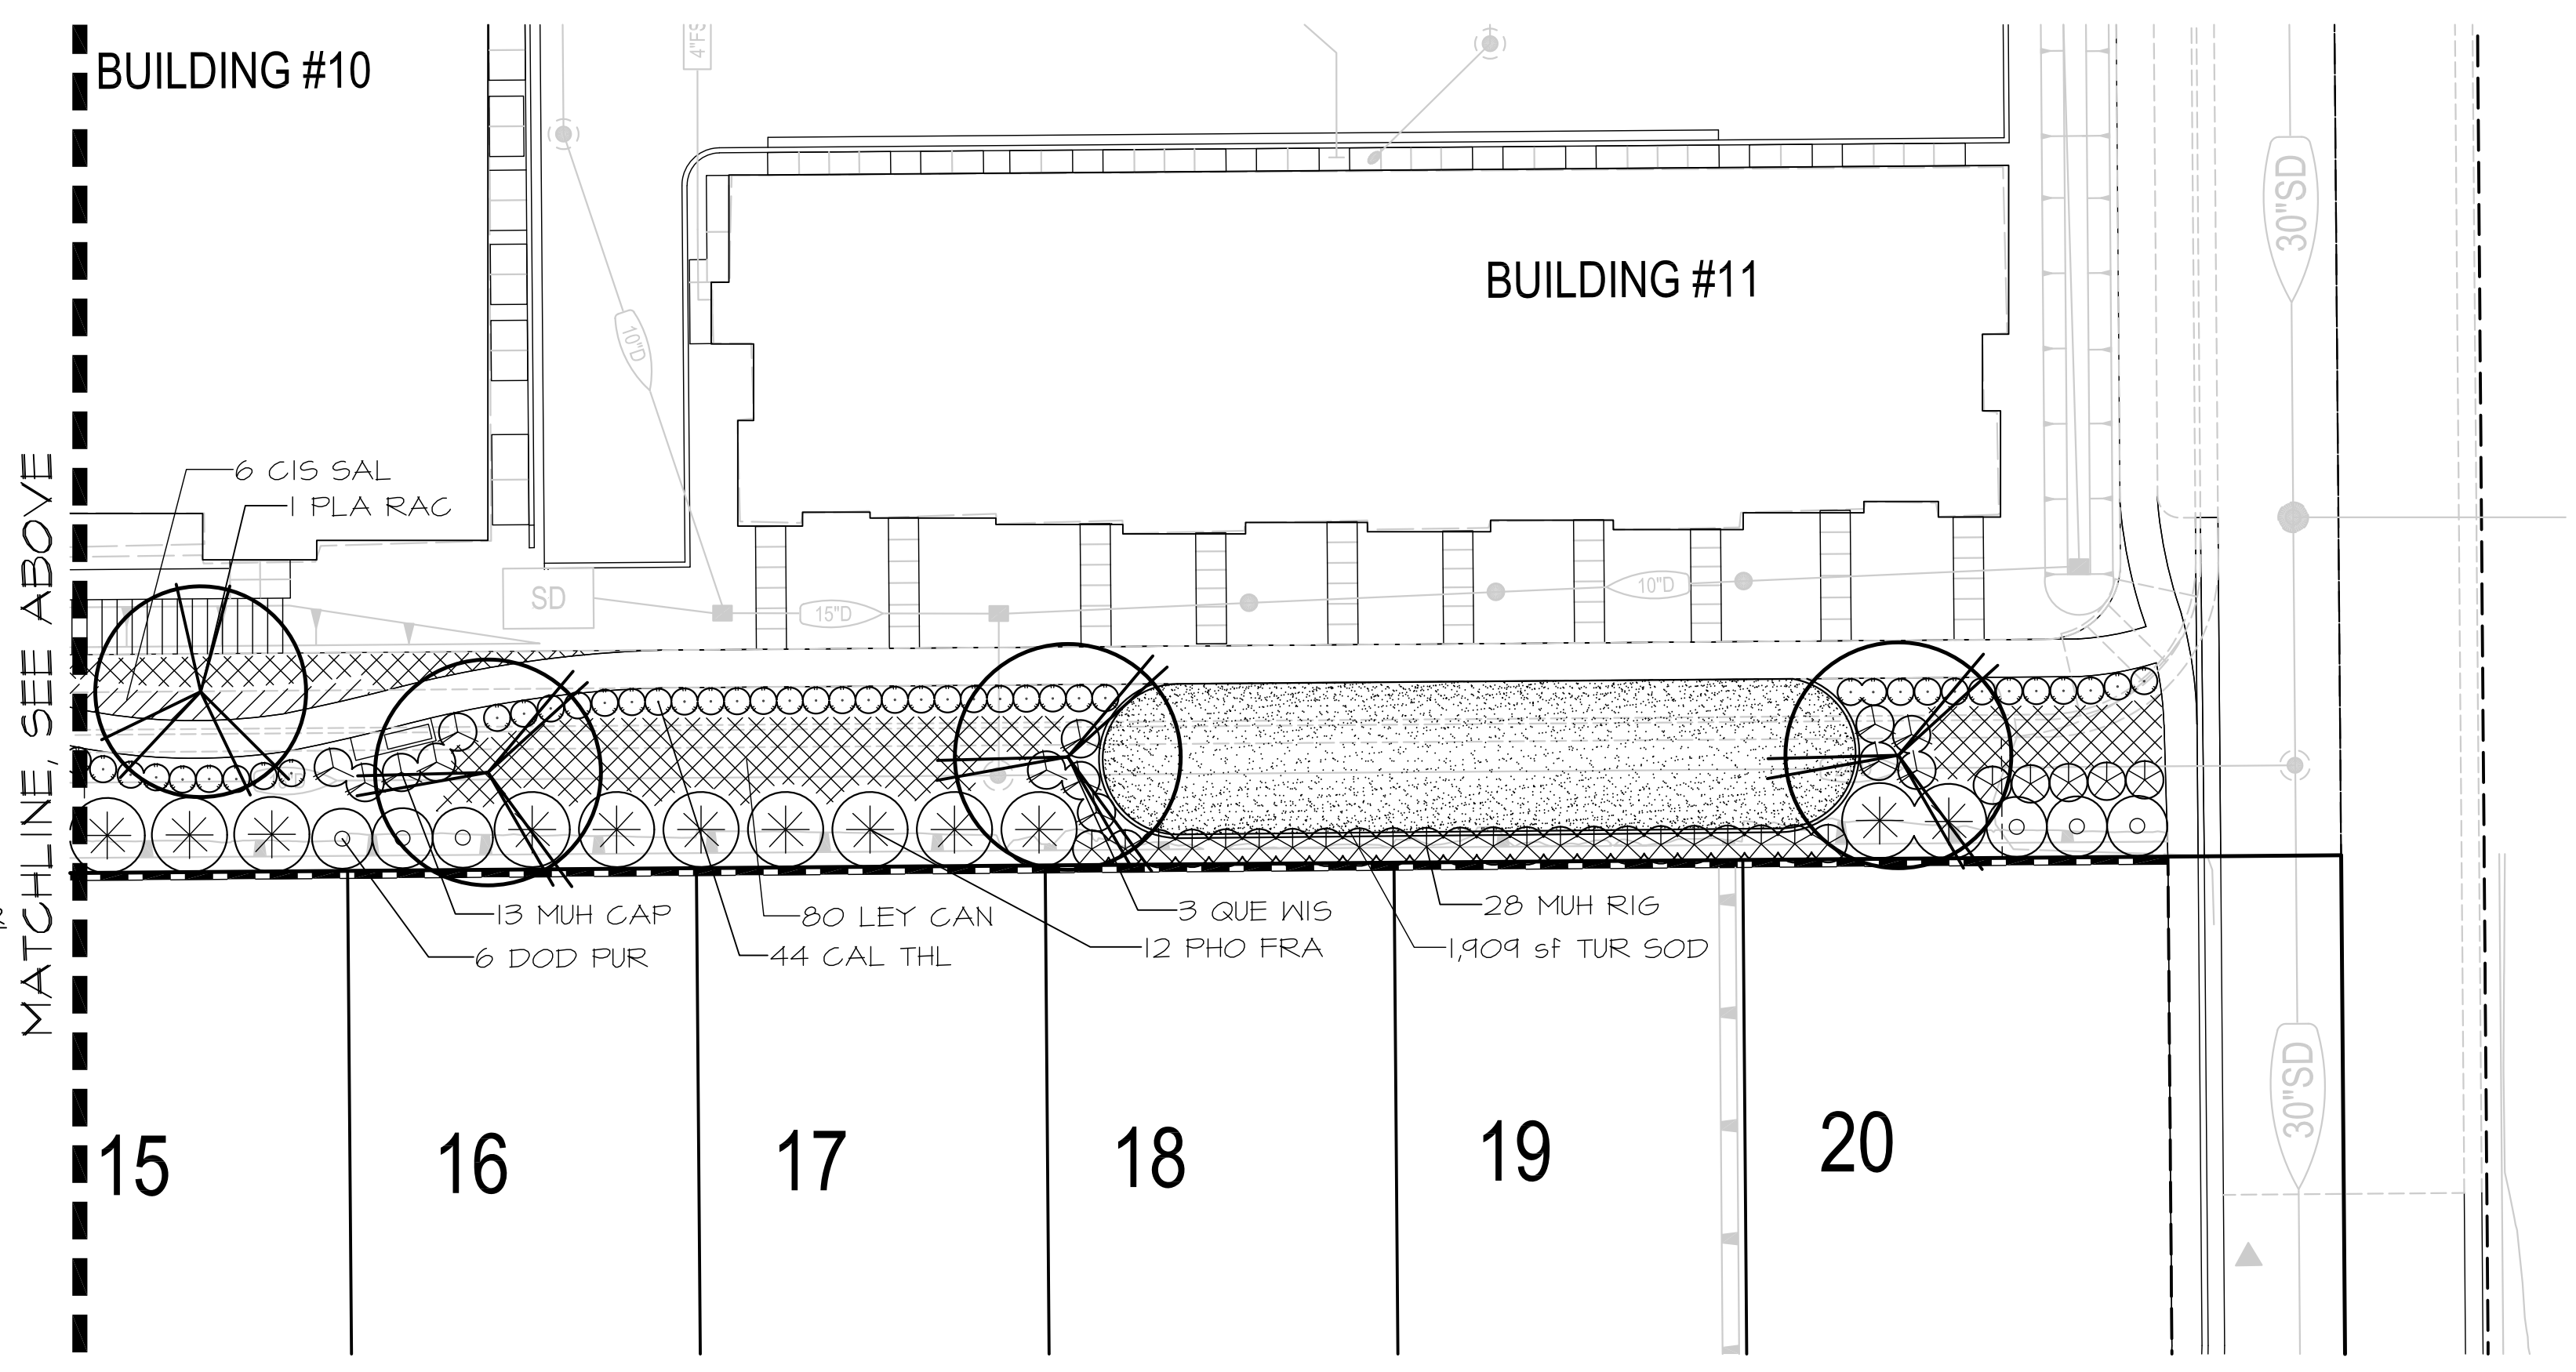 BUILDING #10
4"FS
30"SD
BUILDING #11
10"D
MATCHLINE, SEE ABOVE
6 CIS SAL
1 PLA RAC
SD
15"D
10"D
13 MUH CAP
6 DOD PUR
80 LEY CAN
44 CAL THL
3 QUE WIS
12 PHO FRA
28 MUH RIG
1,909 sf TUR SOD
30"SD
15
16
17
18
19
20